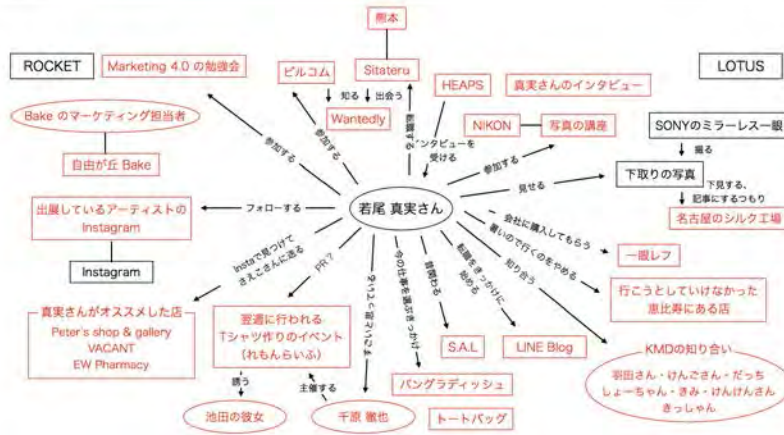 熊本
ROCKET
Marketing 4.0 の勉強会
ビルコム
Sitateru
HEAPS
真実さんのインタビュー
LOTUS
知る
出会う
Wantedly
Bake のマーケティング担当者
自由が丘 Bake
参加する
参加する
転職する
インタビューを
受ける
NIKON
写真の講座
参加する
SONYのミラーレス一眼
撮る
見せる
下取りの写真
下見する、
記事にするつもり
名古屋のシルク工場
出展しているアーティストの
Instagram
フォローする
若尾 真実さん
Instagram
Instaで見つけて
さえこさんに送る
PR？
今の仕事を選ぶきっかけ
昔関わる
転職をきっかけに
始める
知り合う
暑いので行くのをやめる
会社に購入してもらう
一眼レフ
行こうとしていけなかった
恵比寿にある店
真実さんがオススメした店
Peter's shop & gallery
VACANT
EW Pharmacy
翌週に行われる
Tシャツ作りのイベント
（れもんらいふ）
S.A.L
LINE Blog
KMDの知り合い
羽田さん・けんごさん・だっち
しょーちゃん・きみ・けんけんさん
きっしゃん
誘う
主催する
バングラディッシュ
池田の彼女
千原 徹也
トートバッグ